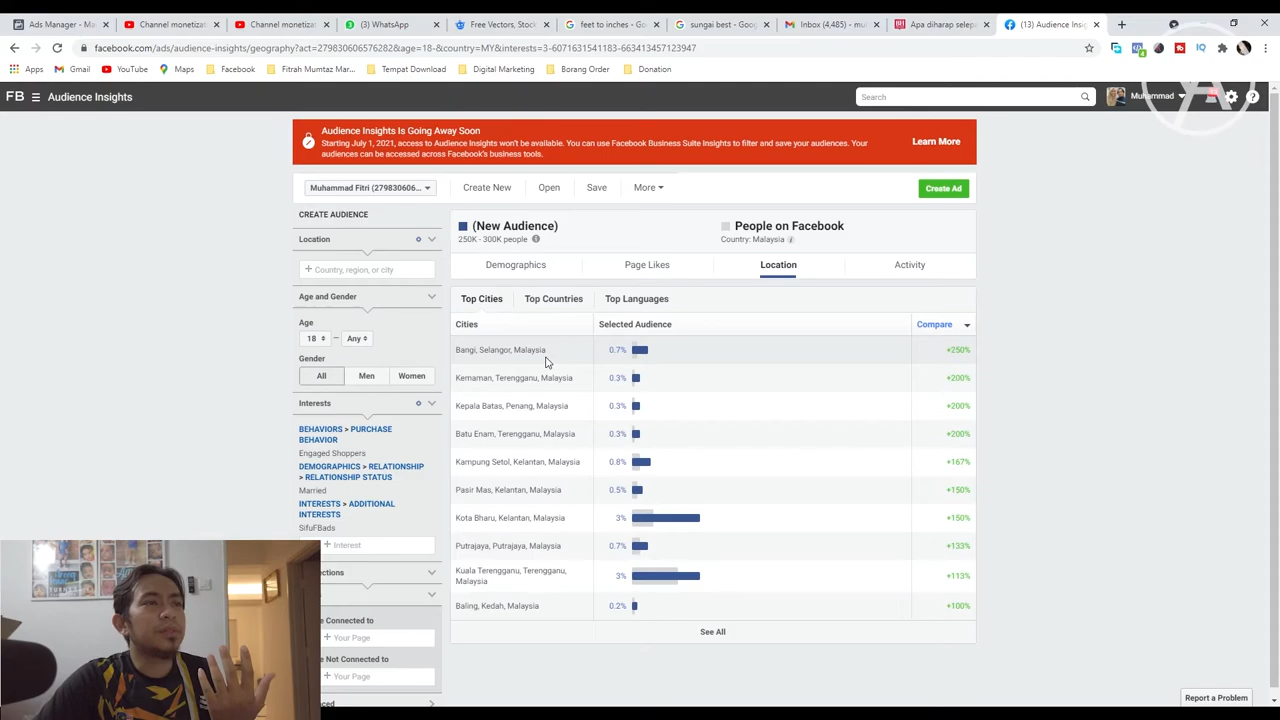 Ads Manager - Ma
Channel monetizat
Channel monetizat
(3) WhatsApp
Free Vectors, Stock
feet to inches - Goo
sungai best - Goog
Inbox (4,485) - mu
Apa diharap selepa
(13) Audience Insig
facebook.com/ads/audience-insights/geography?act=279830606576282&age=18-&country=MY&interests=3-6071631541183-663413457123947
Apps
Gmail
YouTube
Maps
Facebook
Fitrah Mumtaz Mar...
Tempat Download
Digital Marketing
Borang Order
Donation
FB
Audience Insights
Search
Muhammad
Audience Insights Is Going Away Soon
Starting July 1, 2021, access to Audience Insights won't be available. You can use Facebook Business Suite Insights to filter and save your audiences. Your
audiences can be accessed across Facebook's business tools.
Learn More
Muhammad Fitri (279830606...
Create New
Open
Save
More
Create Ad
CREATE AUDIENCE
Location
+ Country, region, or city
Age and Gender
Age
18 – Any
Gender
All
Men
Women
Interests
BEHAVIORS > PURCHASE
BEHAVIOR
Engaged Shoppers
DEMOGRAPHICS > RELATIONSHIP
> RELATIONSHIP STATUS
Married
INTERESTS > ADDITIONAL
INTERESTS
SifuFBads
+ Interest
ections
e Connected to
+ Your Page
e Not Connected to
+ Your Page
(New Audience)
250K - 300K people
People on Facebook
Country: Malaysia
Demographics
Page Likes
Location
Activity
Top Cities
Top Countries
Top Languages
Cities
Selected Audience
Compare
Bangi, Selangor, Malaysia
0.7%
+250%
Kemaman, Terengganu, Malaysia
0.3%
+200%
Kepala Batas, Penang, Malaysia
0.3%
+200%
Batu Enam, Terengganu, Malaysia
0.3%
+200%
Kampung Setol, Kelantan, Malaysia
0.8%
+167%
Pasir Mas, Kelantan, Malaysia
0.5%
+150%
Kota Bharu, Kelantan, Malaysia
3%
+150%
Putrajaya, Putrajaya, Malaysia
0.7%
+133%
Kuala Terengganu, Terengganu,
Malaysia
3%
+113%
Baling, Kedah, Malaysia
0.2%
+100%
See All
Report a Problem